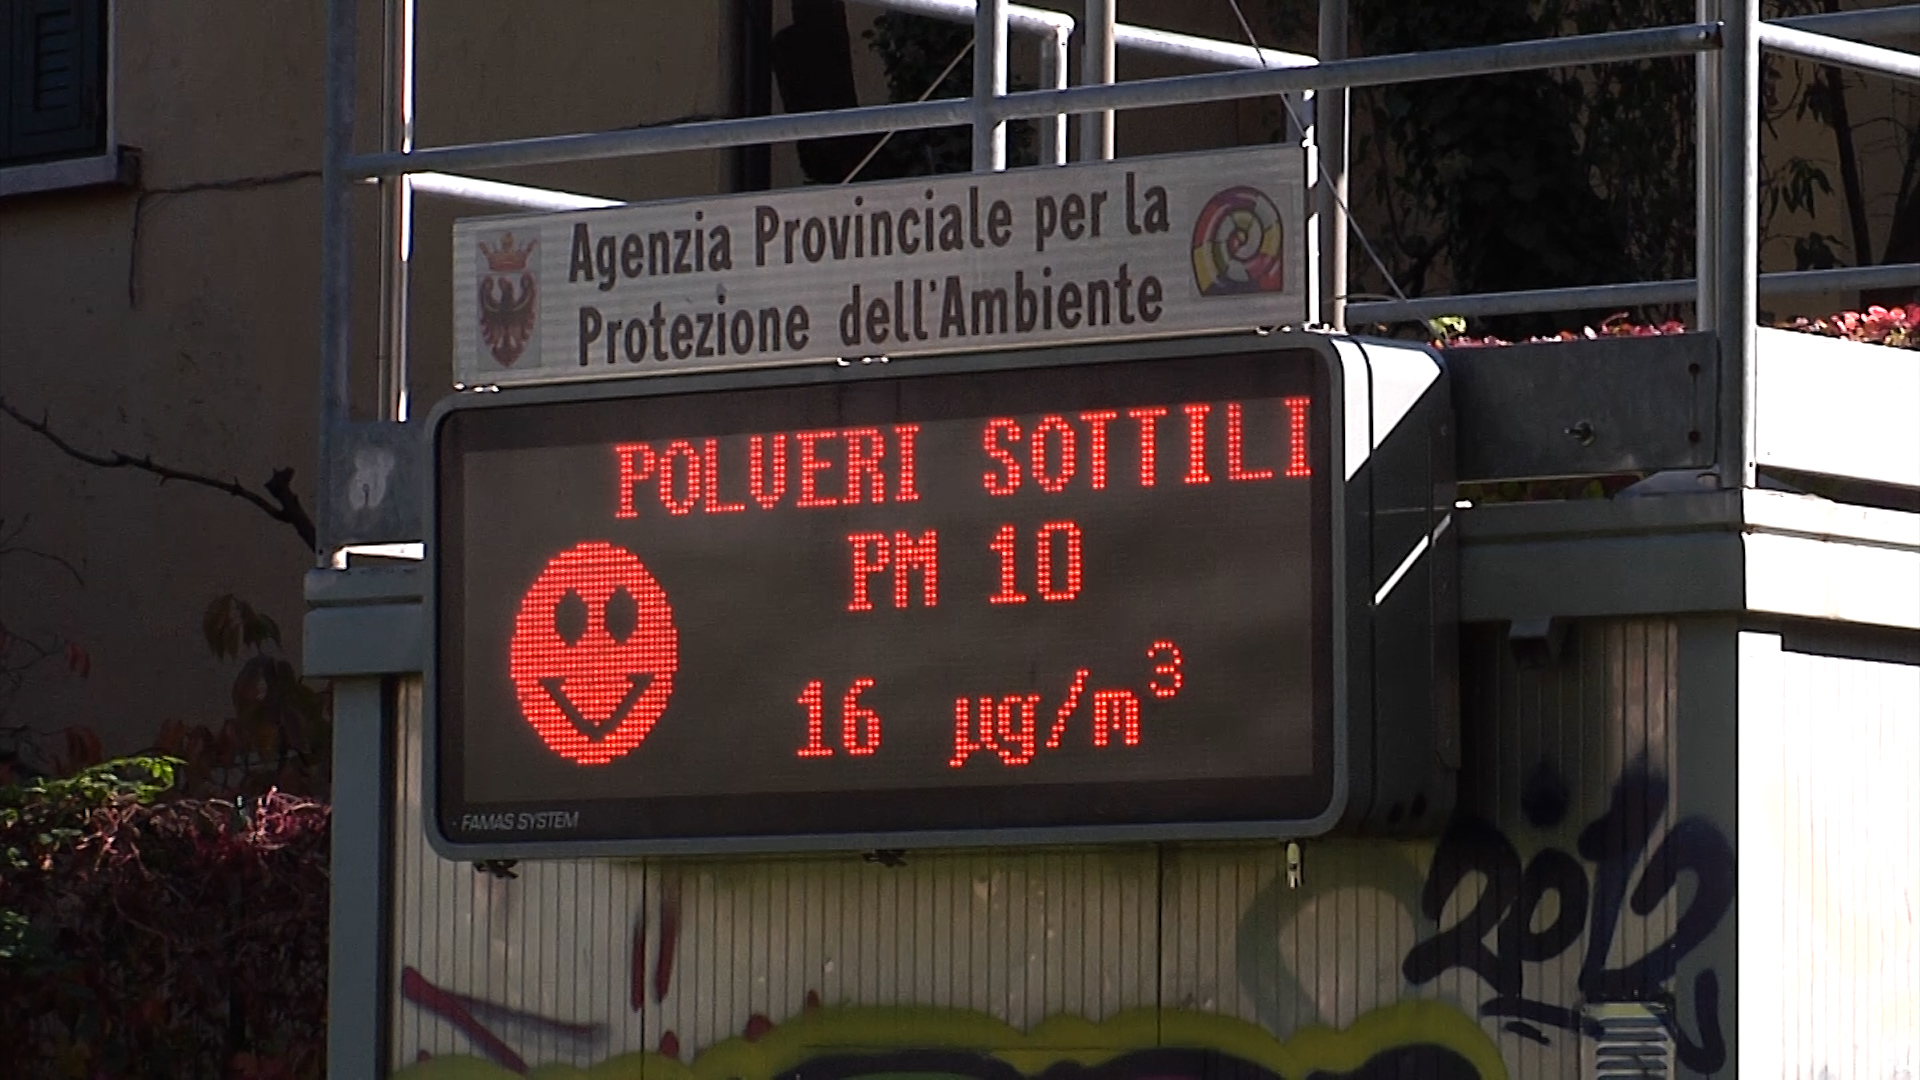 Agenzia Provinciale per la
Protezione dell'Ambiente
POLVERI SOTTILI
PM 10
16 µg/m³
FAMAS SYSTEM
2012